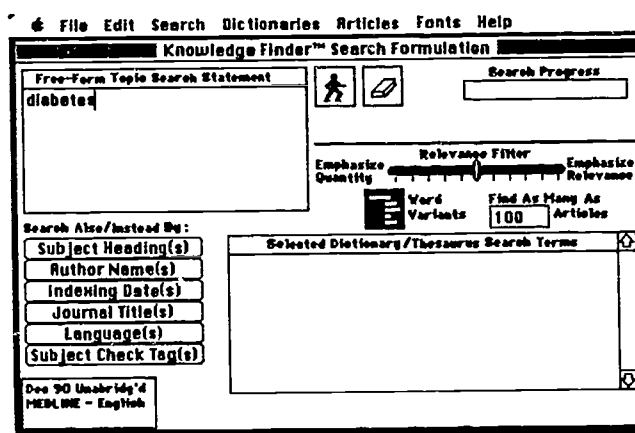 File Edit Search Dictionaries Articles Fonts Help
Knowledge Finder™ Search Formulation
Free-Form Topic Search Statement
diabetes
Search Progress
Relevance Filter
Emphasize Quantity
Emphasize Relevance
Word Variants
Find As Many As
100 Articles
Search Also/Instead By:
Subject Heading(s)
Author Name(s)
Indexing Date(s)
Journal Title(s)
Language(s)
Subject Check Tag(s)
Selected Dictionary/Thesaurus Search Terms
Dec 90 Unabridg'd
MEDLINE - English